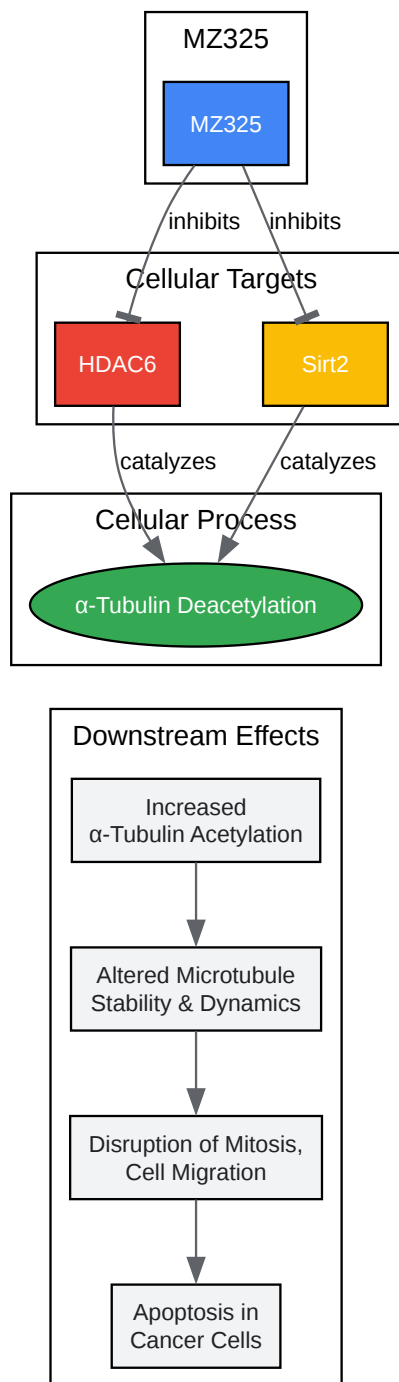 MZ325
MZ325
inhibits
inhibits
Cellular Targets
HDAC6
Sirt2
catalyzes
catalyzes
Cellular Process
α-Tubulin Deacetylation
Downstream Effects
Increased
α-Tubulin Acetylation
Altered Microtubule
Stability & Dynamics
Disruption of Mitosis,
Cell Migration
Apoptosis in
Cancer Cells